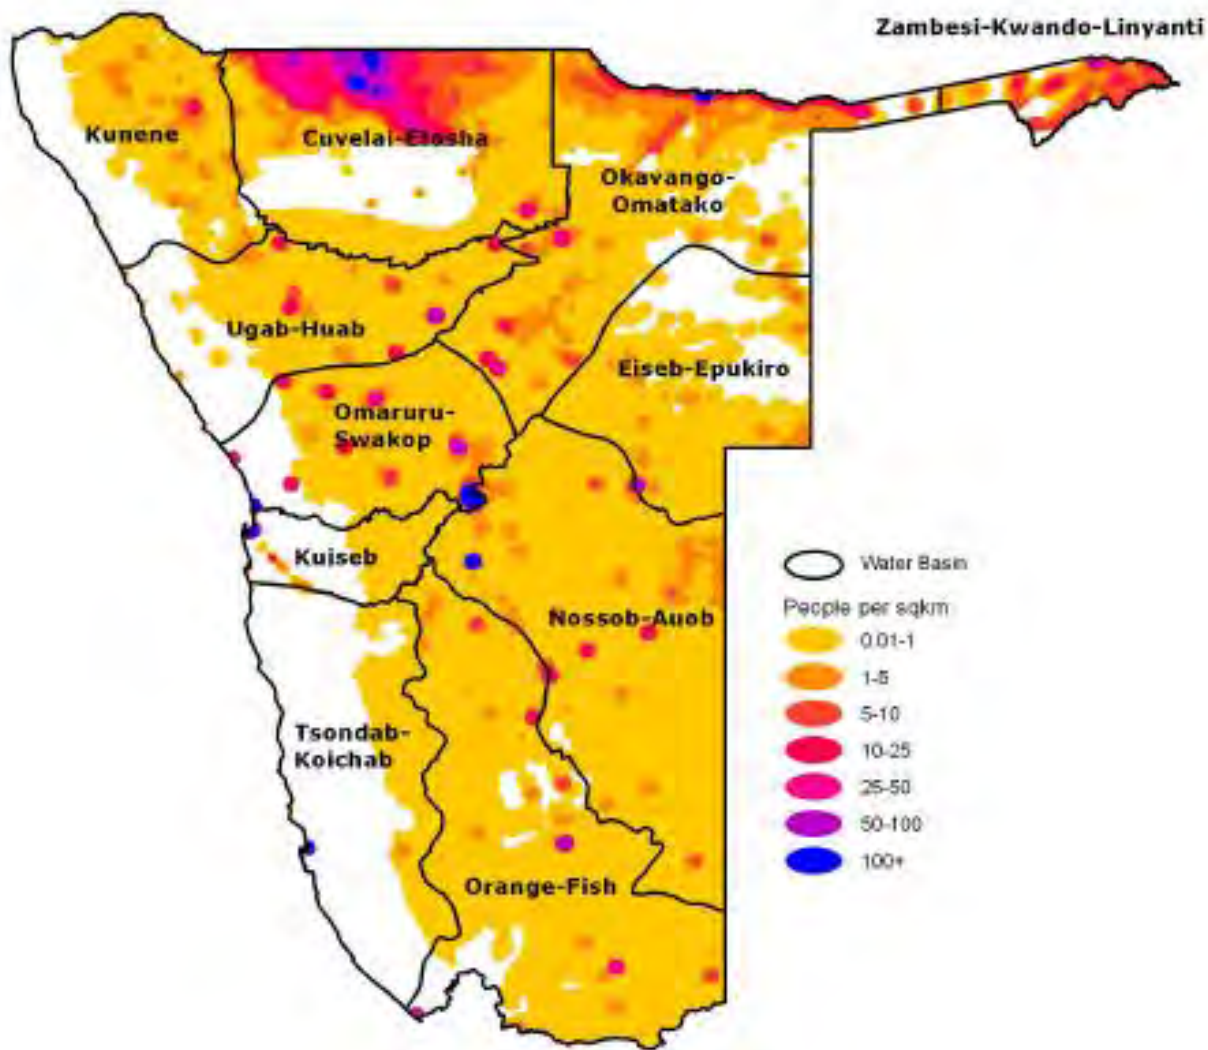 Zambesi-Kwando-Linyanti
Kunene
Cuvelai-Etosha
Okavango-
Omatako
Ugab-Huab
Eiseb-Epukiro
Omaruru-
Swakop
Kuiseb
Water Basin
People per sqkm
Nossob-Auob
0.01-1
1-5
5-10
Tsondab-
Koichab
10-25
25-50
50-100
100+
Orange-Fish